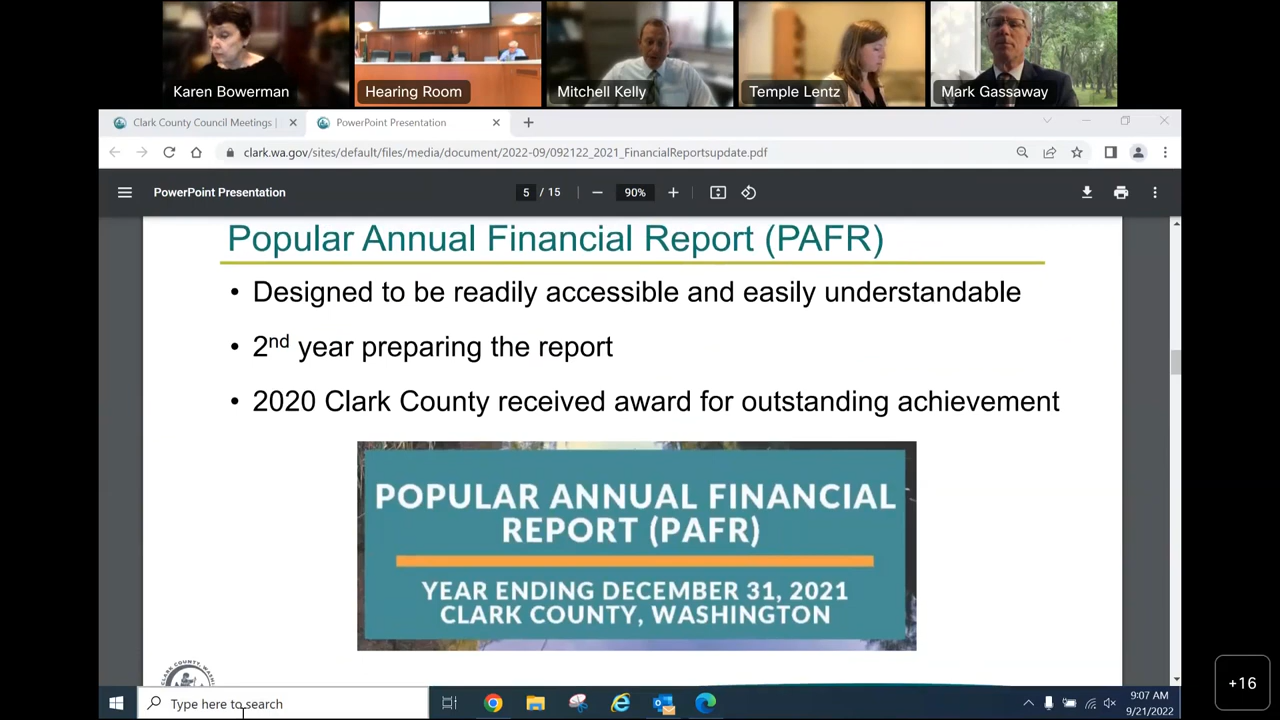 Karen Bowerman
Hearing Room
Mitchell Kelly
Temple Lentz
Mark Gassaway
Clark County Council Meetings |
PowerPoint Presentation
clark.wa.gov/sites/default/files/media/document/2022-09/092122_2021_FinancialReportsupdate.pdf
PowerPoint Presentation
5 / 15
90%
Popular Annual Financial Report (PAFR)
• Designed to be readily accessible and easily understandable
• 2nd year preparing the report
• 2020 Clark County received award for outstanding achievement
POPULAR ANNUAL FINANCIAL
REPORT (PAFR)
YEAR ENDING DECEMBER 31, 2021
CLARK COUNTY, WASHINGTON
CLARK COUNTY, WASHIN
+16
Type here to search
9:07 AM
9/21/2022